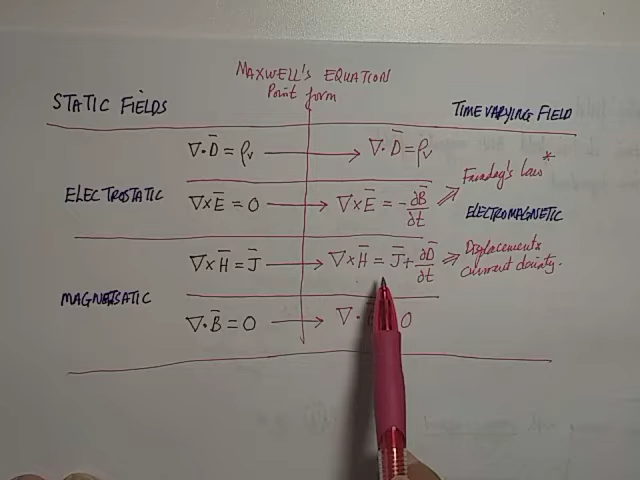 MAXWELL'S EQUATION
Point form
STATIC FIELDS
TIME VARYING FIELD
∇·D̄ = ρv → ∇·D̄ = ρv
Faraday's Law *
ELECTROSTATIC ∇×Ē = 0 → ∇×Ē = -∂B̄/∂t
ELECTROMAGNETIC
∇×H̄ = J̄ → ∇×H̄ = J̄ + ∂D̄/∂t
Displacement *
Current density.
MAGNETOSTATIC
∇·B̄ = 0 → ∇· 0